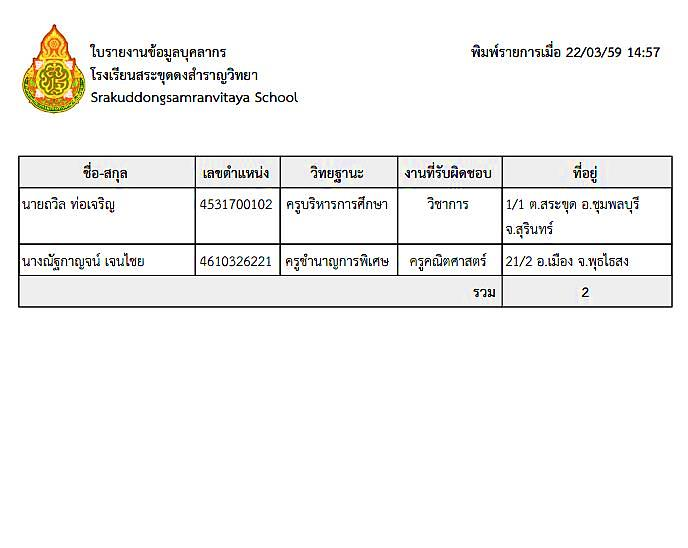 ใบรายงานข้อมูลบุคลากร พิมพ์รายการเมื่อ 22/03/59 14:57
โรงเรียนสระขุดดงสำราญวิทยา
Srakuddongsamranvitaya School
ชื่อ-สกุล เลขตำแหน่ง วิทยฐานะ งานที่รับผิดชอบ ที่อยู่
นายถวิล ท่อเจริญ 4531700102 ครูบริหารการศึกษา วิชาการ 1/1 ต.สระขุด อ.ชุมพลบุรี
จ.สุรินทร์
นางณัฐกาญจน์ เจนไชย 4610326221 ครูชำนาญการพิเศษ ครูคณิตศาสตร์ 21/2 อ.เมือง จ.พุธไธสง
รวม 2